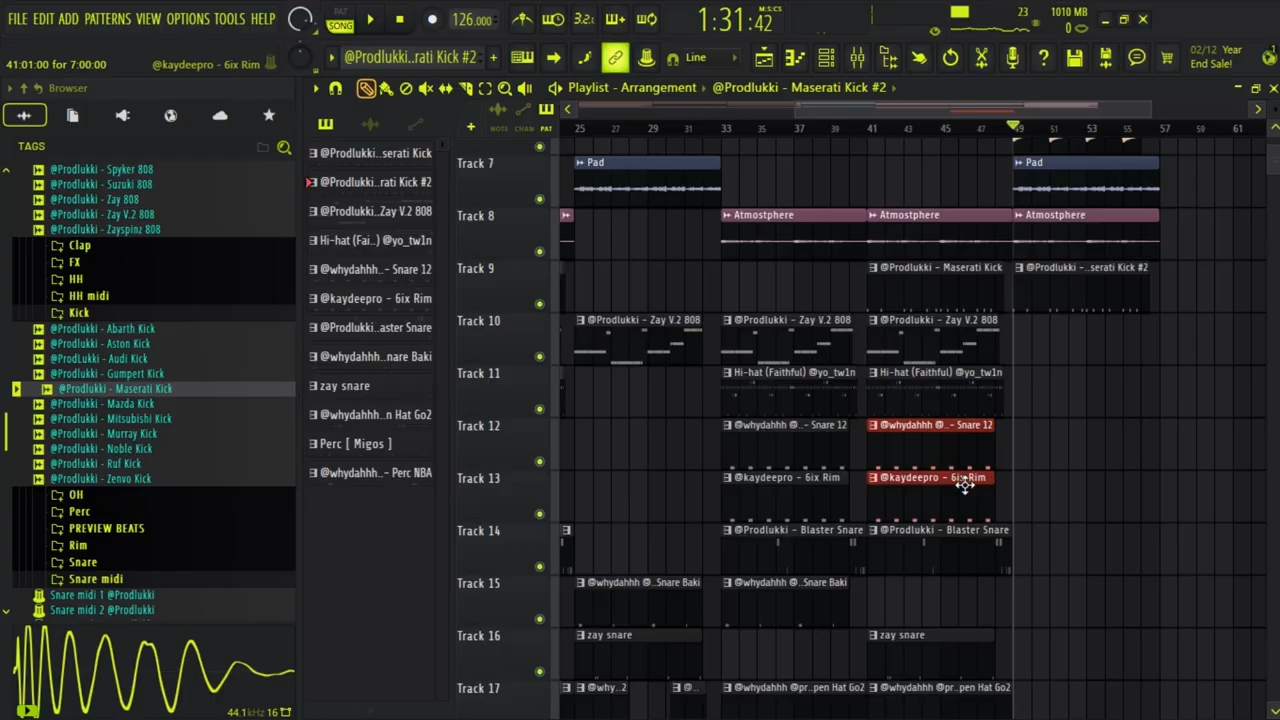 FILE EDIT ADD PATTERNS VIEW OPTIONS TOOLS HELP
PAT
SONG
126.000
3.2
1:31:42
M:S:CS
23
1010 MB
0
41:01:00 for 7:00:00
@kaydeepro - 6ix Rim
@Prodlukki..rati Kick #2
Line
02/12 Year
End Sale!
Browser
Playlist - Arrangement
@Prodlukki - Maserati Kick #2
TAGS
NOTE CHAN PAT
25 27 29 31 33 35 37 39 41 43 45 47 49 51 53 55 57 59 61
@Prodlukki - Spyker 808
@Prodlukki - Suzuki 808
@Prodlukki - Zay 808
@Prodlukki - Zay V.2 808
@Prodlukki - Zayspinz 808
Clap
FX
HH
HH midi
Kick
@Prodlukki - Abarth Kick
@Prodlukki - Aston Kick
@ProdLukki - Audi Kick
@Prodlukki - Gumpert Kick
@Prodlukki - Maserati Kick
@Prodlukki - Mazda Kick
@Prodlukki - Mitsubishi Kick
@Prodlukki - Murray Kick
@Prodlukki - Noble Kick
@Prodlukki - Ruf Kick
@Prodlukki - Zenvo Kick
OH
Perc
PREVIEW BEATS
Rim
Snare
Snare midi
Snare midi 1 @Prodlukki
Snare midi 2 @Prodlukki
44.1kHz 16
@Prodlukki..serati Kick
@Prodlukki..rati Kick #2
@Prodlukki..Zay V.2 808
Hi-hat (Fai..) @yo_tw1n
@whydahhh..- Snare 12
@kaydeepro - 6ix Rim
@Prodlukki..aster Snare
@whydahhh..nare Baki
zay snare
@whydahhh..n Hat Go2
Perc [ Migos ]
@whydahhh..- Perc NBA
Track 7
Pad
Pad
Track 8
Atmostphere
Atmostphere
Atmostphere
Track 9
@Prodlukki - Maserati Kick
@Prodlukki -..serati Kick #2
Track 10
@Prodlukki - Zay V.2 808
@Prodlukki - Zay V.2 808
@Prodlukki - Zay V.2 808
Track 11
Hi-hat (Faithful) @yo_tw1n
Hi-hat (Faithful) @yo_tw1n
Track 12
@whydahhh @..- Snare 12
@whydahhh @..- Snare 12
Track 13
@kaydeepro - 6ix Rim
@kaydeepro - 6ix Rim
Track 14
@Prodlukki - Blaster Snare
@Prodlukki - Blaster Snare
Track 15
@whydahhh @..Snare Baki
@whydahhh @..Snare Baki
Track 16
zay snare
zay snare
Track 17
@why..2
@..
@whydahhh @pr..pen Hat Go2
@whydahhh @pr..pen Hat Go2